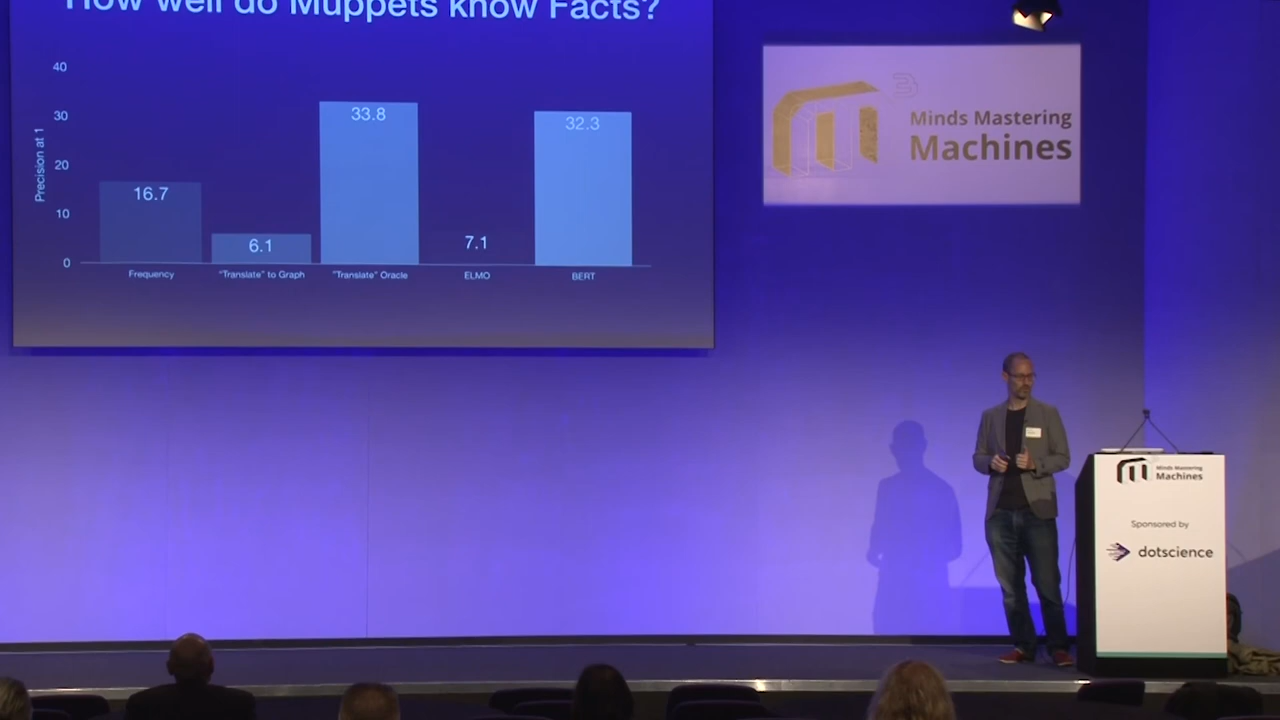 How well do Muppets know Facts?
40
30
20
10
0
Precision at 1
16.7
6.1
33.8
7.1
32.3
Frequency
"Translate" to Graph
"Translate" Oracle
ELMO
BERT
3
Minds Mastering
Machines
Minds Mastering
Machines
Sponsored by
dotscience